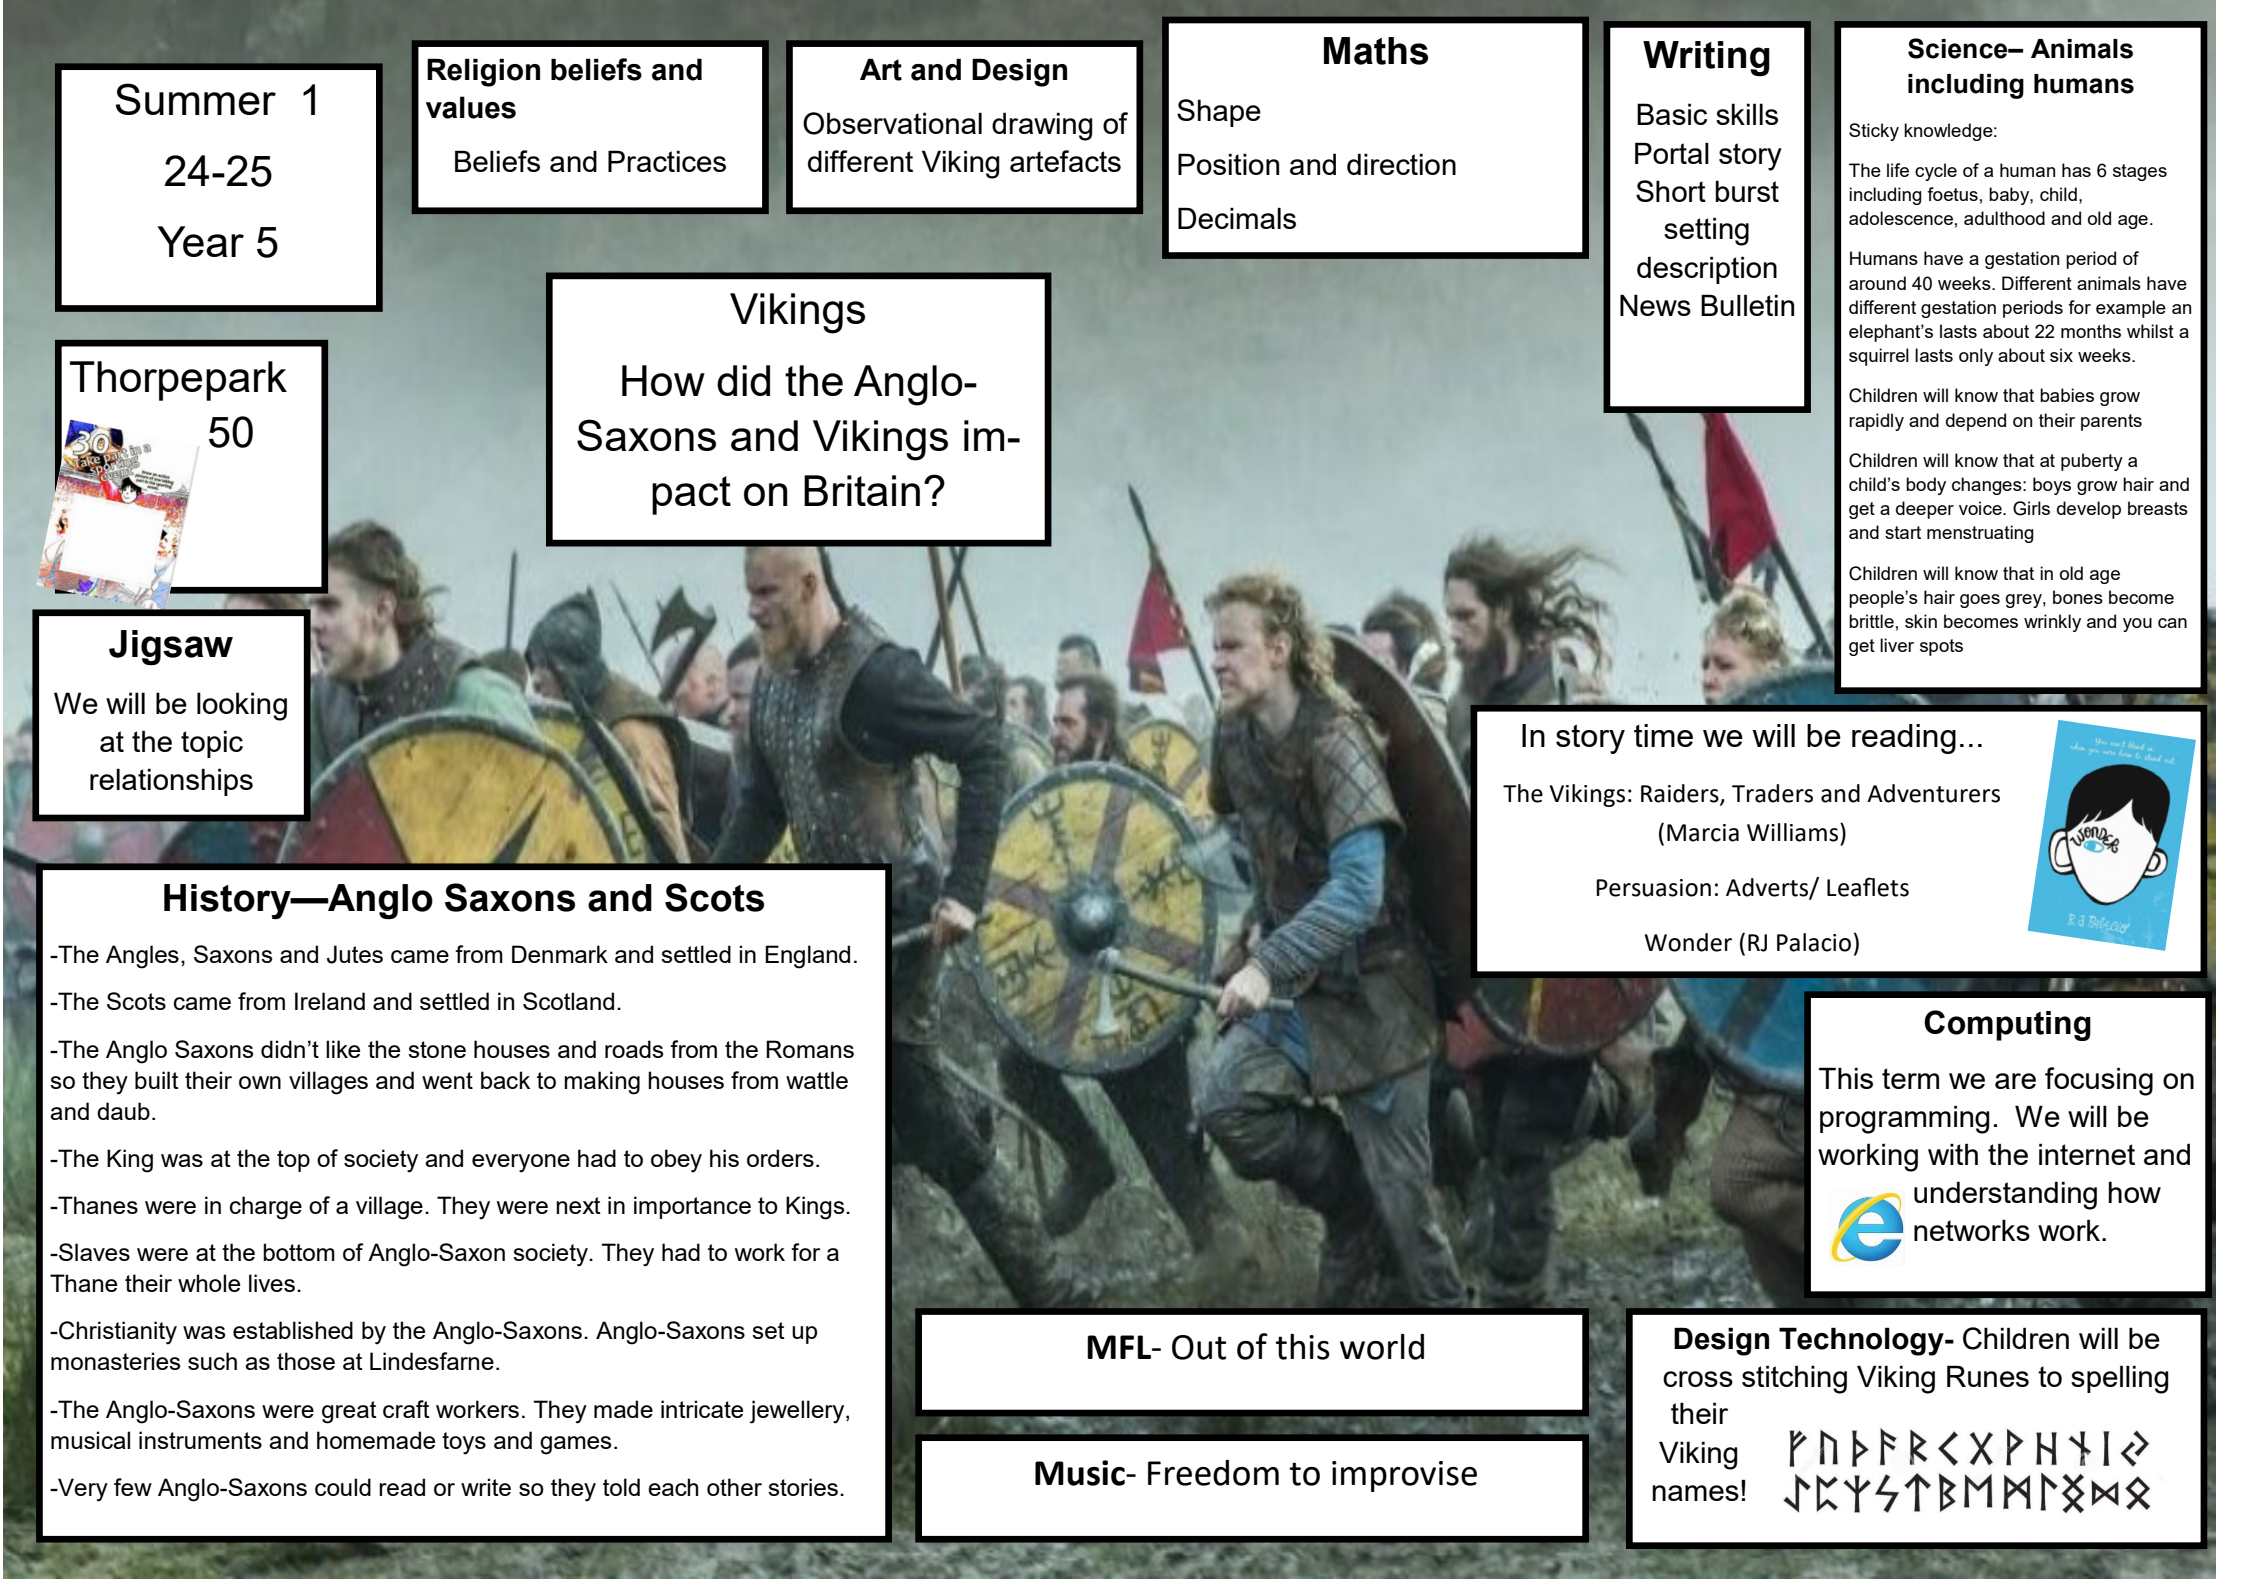 Summer 1
24-25
Year 5
Religion beliefs and
values
Beliefs and Practices
Art and Design
Observational drawing of
different Viking artefacts
Maths
Shape
Position and direction
Decimals
Writing
Basic skills
Portal story
Short burst
setting
description
News Bulletin
Science– Animals
including humans
Sticky knowledge:
The life cycle of a human has 6 stages
including foetus, baby, child,
adolescence, adulthood and old age.
Humans have a gestation period of
around 40 weeks. Different animals have
different gestation periods for example an
elephant’s lasts about 22 months whilst a
squirrel lasts only about six weeks.
Children will know that babies grow
rapidly and depend on their parents
Children will know that at puberty a
child’s body changes: boys grow hair and
get a deeper voice. Girls develop breasts
and start menstruating
Children will know that in old age
people’s hair goes grey, bones become
brittle, skin becomes wrinkly and you can
get liver spots
Vikings
How did the Anglo-
Saxons and Vikings im-
pact on Britain?
Thorpepark
50
30
Take part in a
sporting
event
Jigsaw
We will be looking
at the topic
relationships
In story time we will be reading...
The Vikings: Raiders, Traders and Adventurers
(Marcia Williams)
Persuasion: Adverts/ Leaflets
Wonder (RJ Palacio)
You can't blend in
when you were born to stand out.
WONDER
R J Palacio
History—Anglo Saxons and Scots
-The Angles, Saxons and Jutes came from Denmark and settled in England.
-The Scots came from Ireland and settled in Scotland.
-The Anglo Saxons didn’t like the stone houses and roads from the Romans
so they built their own villages and went back to making houses from wattle
and daub.
-The King was at the top of society and everyone had to obey his orders.
-Thanes were in charge of a village. They were next in importance to Kings.
-Slaves were at the bottom of Anglo-Saxon society. They had to work for a
Thane their whole lives.
-Christianity was established by the Anglo-Saxons. Anglo-Saxons set up
monasteries such as those at Lindesfarne.
-The Anglo-Saxons were great craft workers. They made intricate jewellery,
musical instruments and homemade toys and games.
-Very few Anglo-Saxons could read or write so they told each other stories.
Computing
This term we are focusing on
programming.  We will be
working with the internet and
understanding how
networks work.
MFL- Out of this world
Music- Freedom to improvise
Design Technology- Children will be
cross stitching Viking Runes to spelling
their
Viking
names!
ᚠᚢᚦᚨᚱᚲᚷᚹᚺᚾᛁᛃ
ᛇᛈᛉᛊᛏᛒᛖᛗᛚᛝᛞᛟ